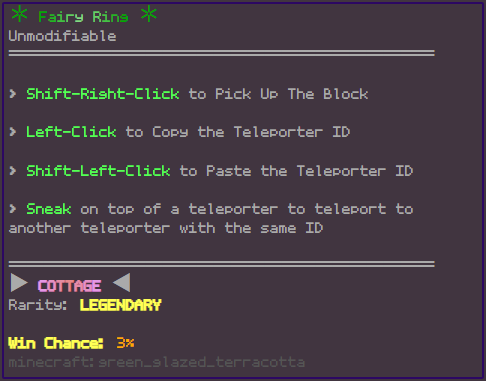 ✳ Fairy Ring ✳
Unmodifiable
> Shift-Right-Click to Pick Up The Block
> Left-Click to Copy the Teleporter ID
> Shift-Left-Click to Paste the Teleporter ID
> Sneak on top of a teleporter to teleport to
another teleporter with the same ID
▶ COTTAGE ◀
Rarity: LEGENDARY
Win Chance: 3%
minecraft:green_glazed_terracotta